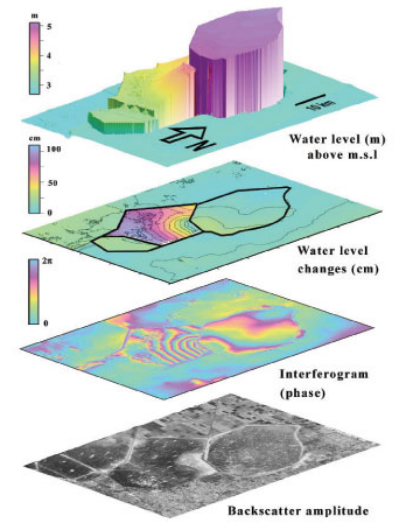 m
5
4
3
10 km
N
Water level (m)
above m.s.l
cm
100
50
0
Water level
changes (cm)
2π
0
Interferogram
(phase)
Backscatter amplitude